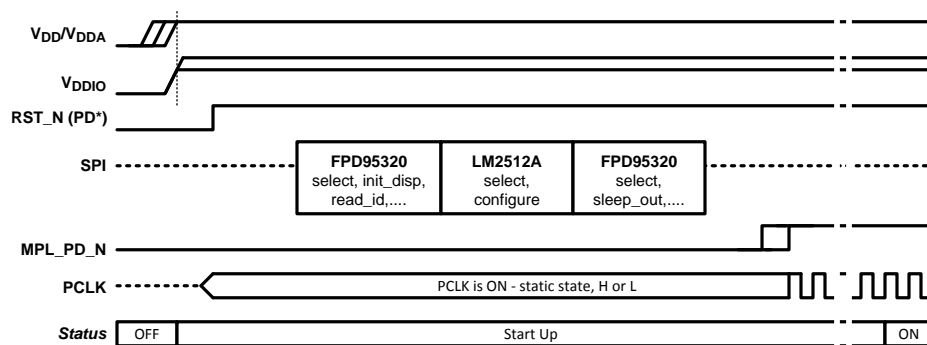 VDD/VDDA
VDDIO
RST_N (PD*)
SPI
FPD95320
select, init_disp,
read_id,....
LM2512A
select,
configure
FPD95320
select,
sleep_out,....
MPL_PD_N
PCLK
PCLK is ON - static state, H or L
Status
OFF
Start Up
ON